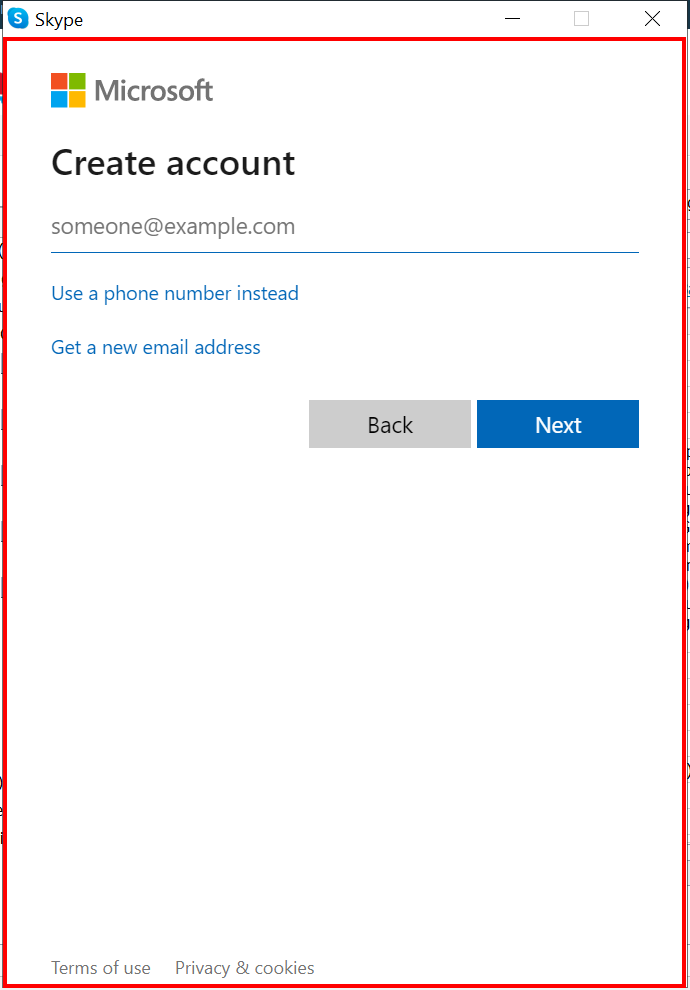 Skype
Microsoft
Create account
someone@example.com
Use a phone number instead
Get a new email address
Back Next
Terms of use Privacy & cookies